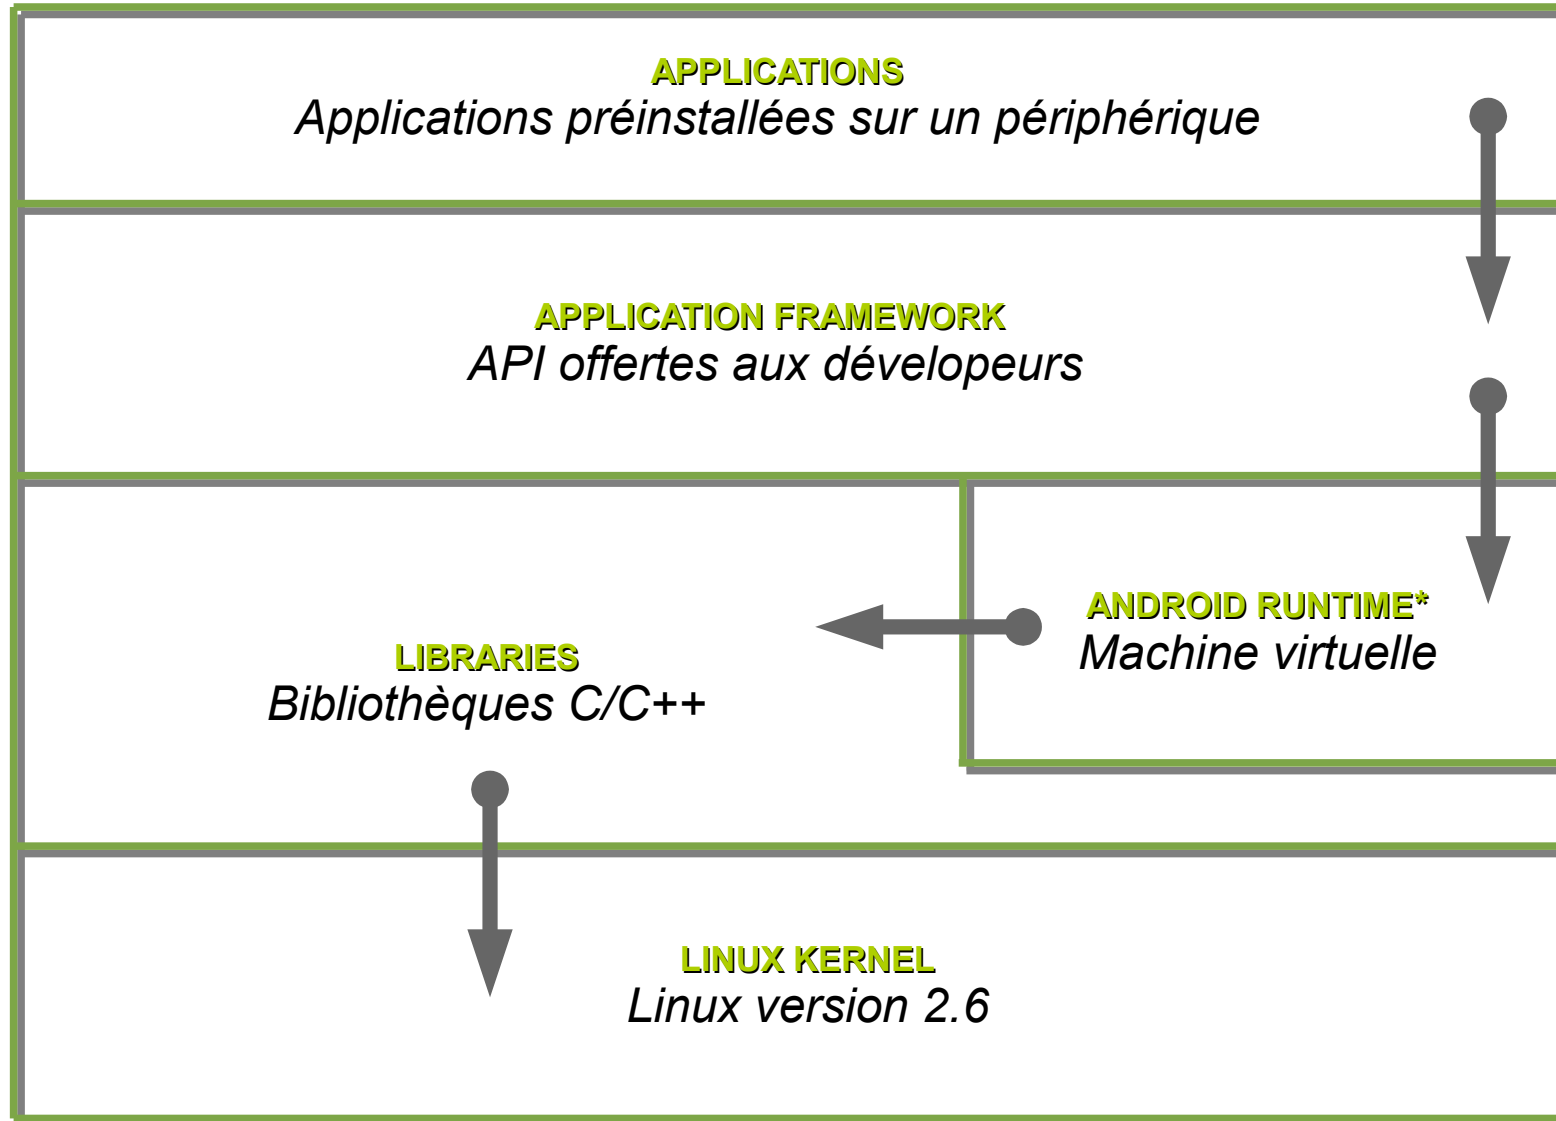 APPLICATIONS
Applications préinstallées sur un périphérique
APPLICATION FRAMEWORK
API offertes aux dévelopeurs
ANDROID RUNTIME*
Machine virtuelle
LIBRARIES
Bibliothèques C/C++
LINUX KERNEL
Linux version 2.6